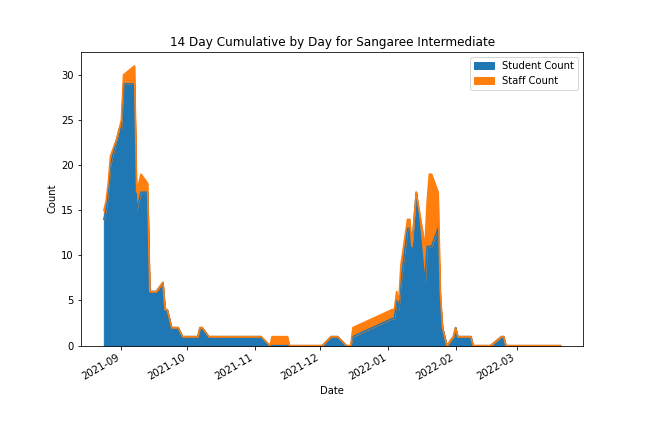 14 Day Cumulative by Day for Sangaree Intermediate
Student Count
Staff Count
30
25
20
15
10
5
0
Count
2021-09
2021-10
2021-11
2021-12
2022-01
2022-02
2022-03
Date